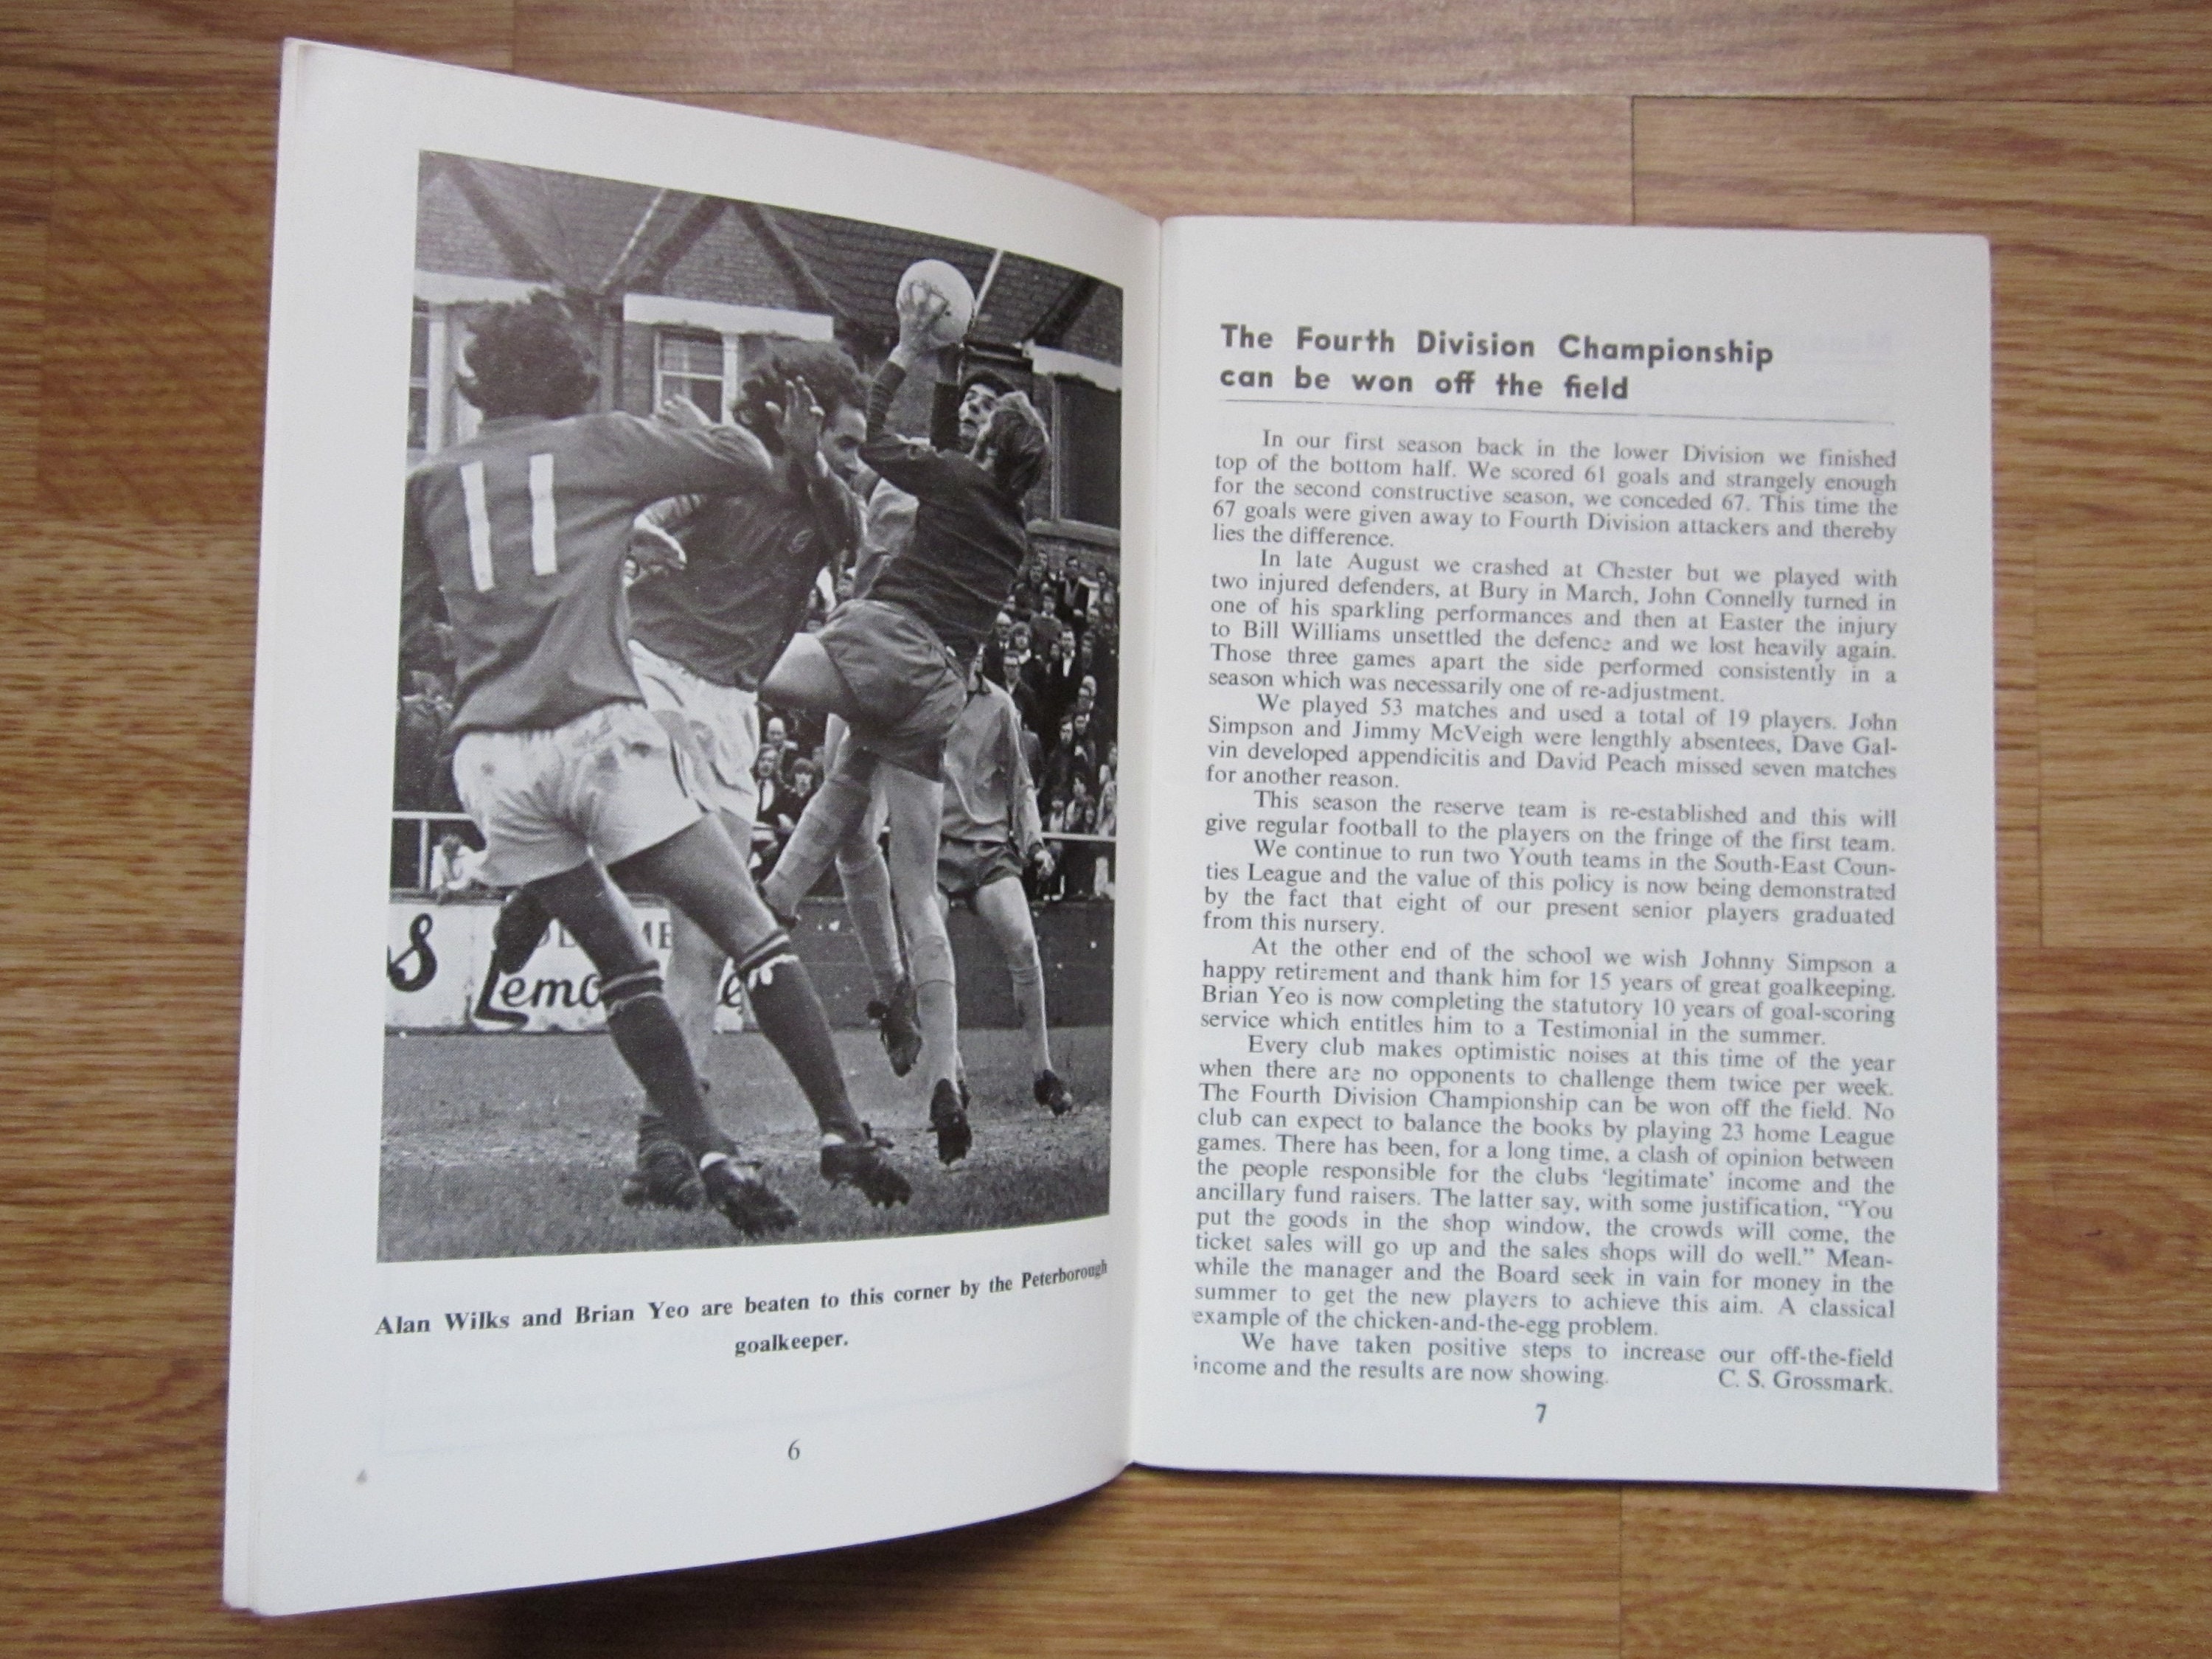 11
s
Lemo
Alan Wilks and Brian Yeo are beaten to this corner by the Peterborough
goalkeeper.
6
The Fourth Division Championship
can be won off the field
In our first season back in the lower Division we finished
top of the bottom half. We scored 61 goals and strangely enough
for the second constructive season, we conceded 67. This time the
67 goals were given away to Fourth Division attackers and thereby
lies the difference.
In late August we crashed at Chester but we played with
two injured defenders, at Bury in March, John Connelly turned in
one of his sparkling performances and then at Easter the injury
to Bill Williams unsettled the defence and we lost heavily again.
Those three games apart the side performed consistently in a
season which was necessarily one of re-adjustment.
We played 53 matches and used a total of 19 players. John
Simpson and Jimmy McVeigh were lengthly absentees, Dave Gal-
vin developed appendicitis and David Peach missed seven matches
for another reason.
This season the reserve team is re-established and this will
give regular football to the players on the fringe of the first team.
We continue to run two Youth teams in the South-East Coun-
ties League and the value of this policy is now being demonstrated
by the fact that eight of our present senior players graduated
from this nursery.
At the other end of the school we wish Johnny Simpson a
happy retirement and thank him for 15 years of great goalkeeping.
Brian Yeo is now completing the statutory 10 years of goal-scoring
service which entitles him to a Testimonial in the summer.
Every club makes optimistic noises at this time of the year
when there are no opponents to challenge them twice per week.
The Fourth Division Championship can be won off the field. No
club can expect to balance the books by playing 23 home League
games. There has been, for a long time, a clash of opinion between
the people responsible for the clubs ‘legitimate’ income and the
ancillary fund raisers. The latter say, with some justification, “You
put the goods in the shop window, the crowds will come, the
ticket sales will go up and the sales shops will do well.” Mean-
while the manager and the Board seek in vain for money in the
summer to get the new players to achieve this aim. A classical
example of the chicken-and-the-egg problem.
We have taken positive steps to increase our off-the-field
income and the results are now showing. C. S. Grossmark.
7